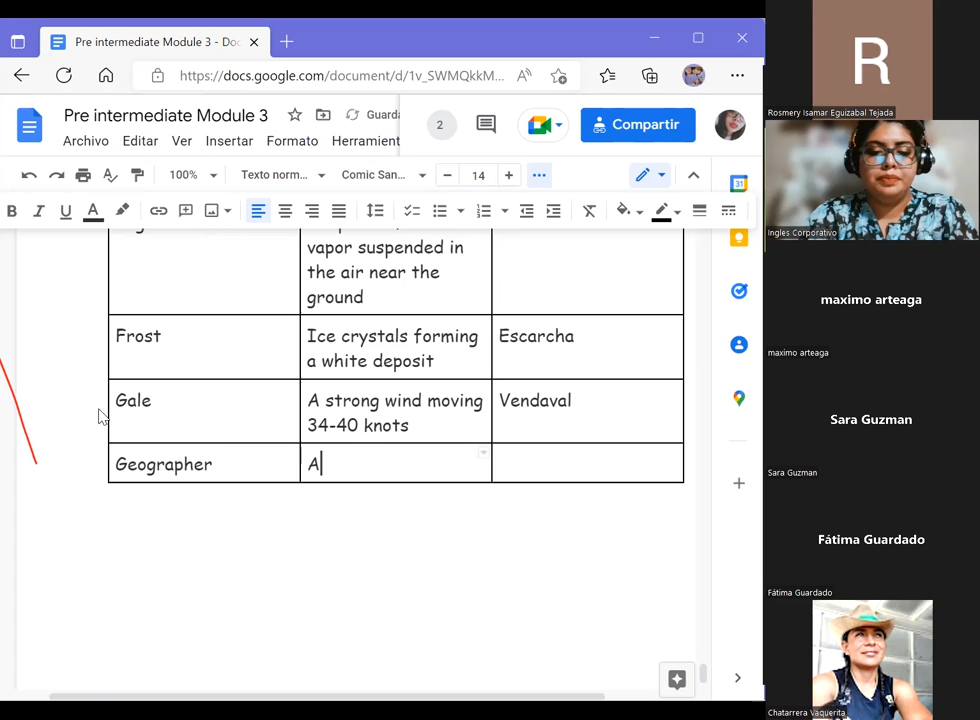 Pre intermediate Module 3 - Doc
https://docs.google.com/document/d/1v_SWMQkkM...
Pre intermediate Module 3
Guarda
2
Compartir
Archivo Editar Ver Insertar Formato Herramient
100% Texto norm... Comic San... 14
vapor suspended in
the air near the
ground
Frost Ice crystals forming Escarcha
a white deposit
Gale A strong wind moving Vendaval
34-40 knots
Geographer A
31
R
Rosmery Isamar Eguizabal Tejada
Ingles Corporativo
maximo arteaga
maximo arteaga
Sara Guzman
Sara Guzman
Fátima Guardado
Fátima Guardado
Chatarrera Vaquerita